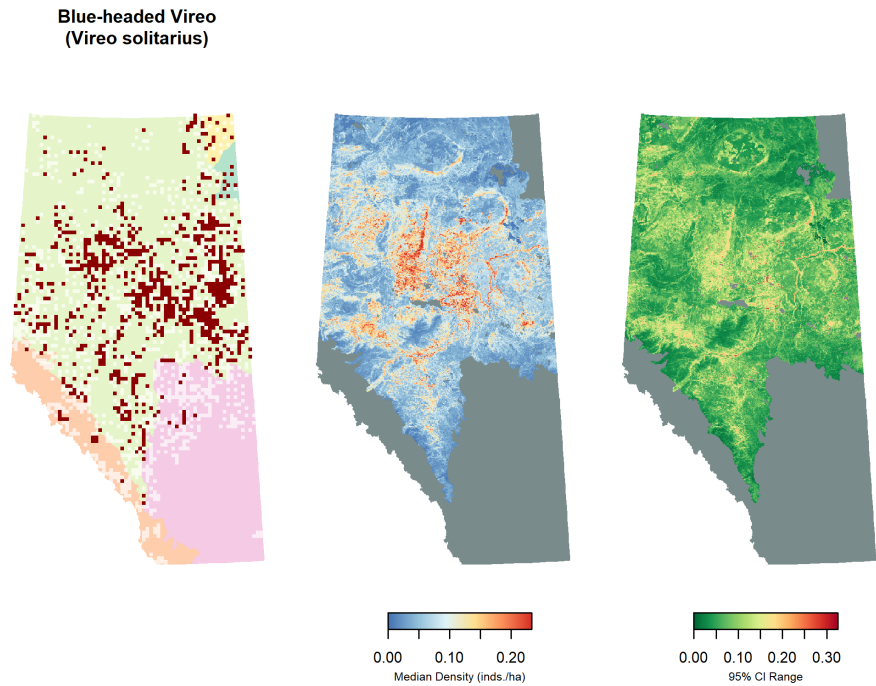 Blue-headed Vireo
(Vireo solitarius)
0.00 0.10 0.20
Median Density (inds./ha)
0.00 0.10 0.20 0.30
95% CI Range